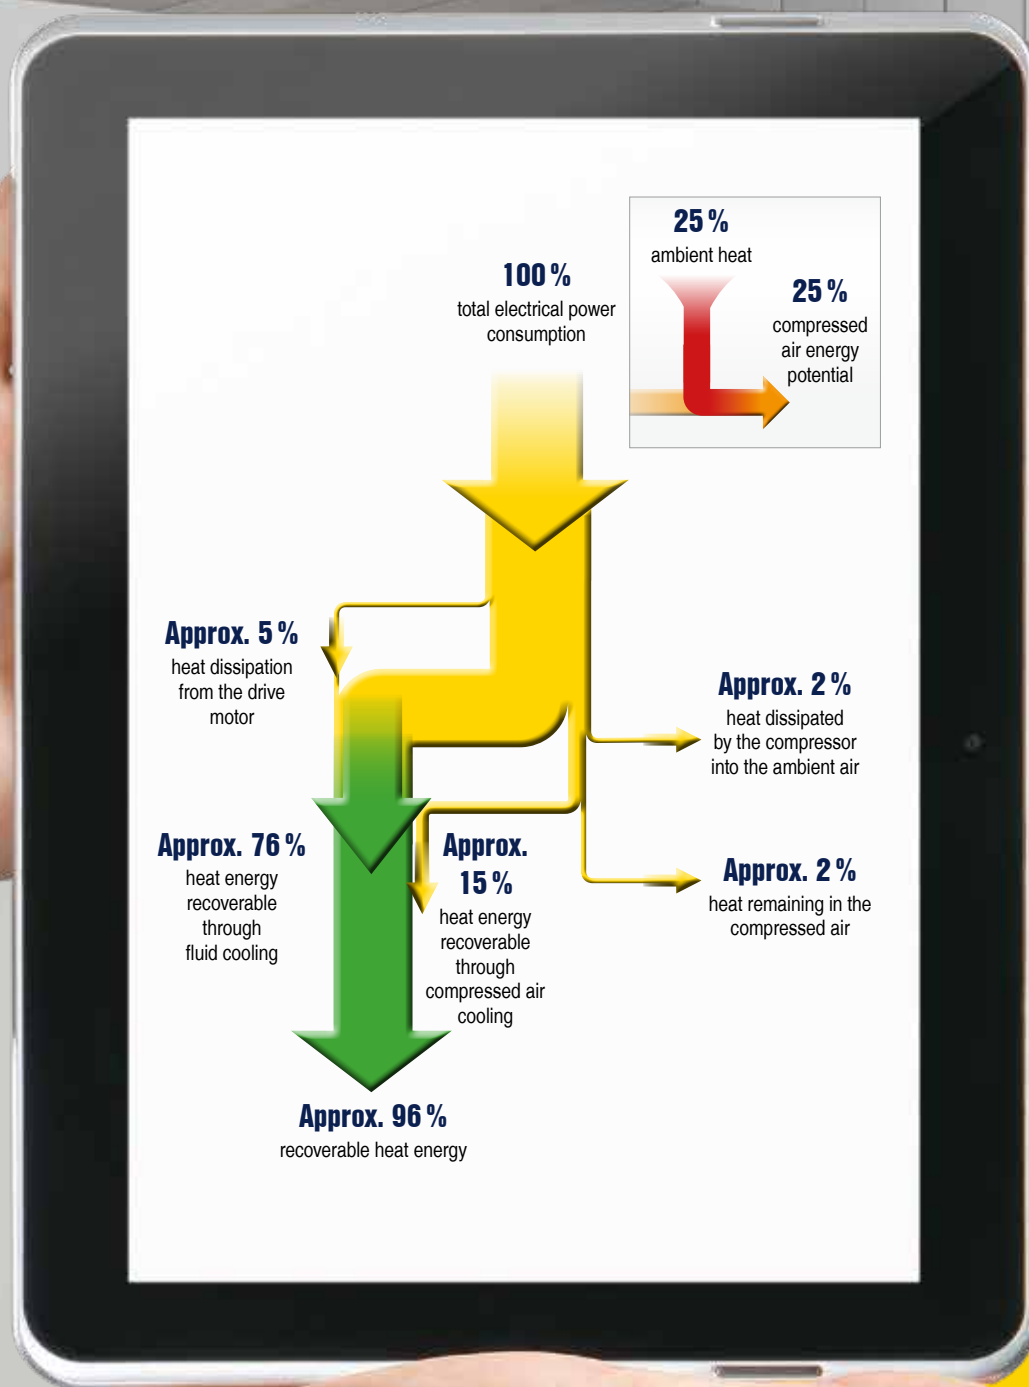 25 %
ambient heat
100 %
total electrical power
consumption
25 %
compressed
air energy
potential
Approx. 5 %
heat dissipation
from the drive
motor
Approx. 2 %
heat dissipated
by the compressor
into the ambient air
Approx. 76 %
heat energy
recoverable
through
fluid cooling
Approx.
15 %
heat energy
recoverable
through
compressed air
cooling
Approx. 2 %
heat remaining in the
compressed air
Approx. 96 %
recoverable heat energy